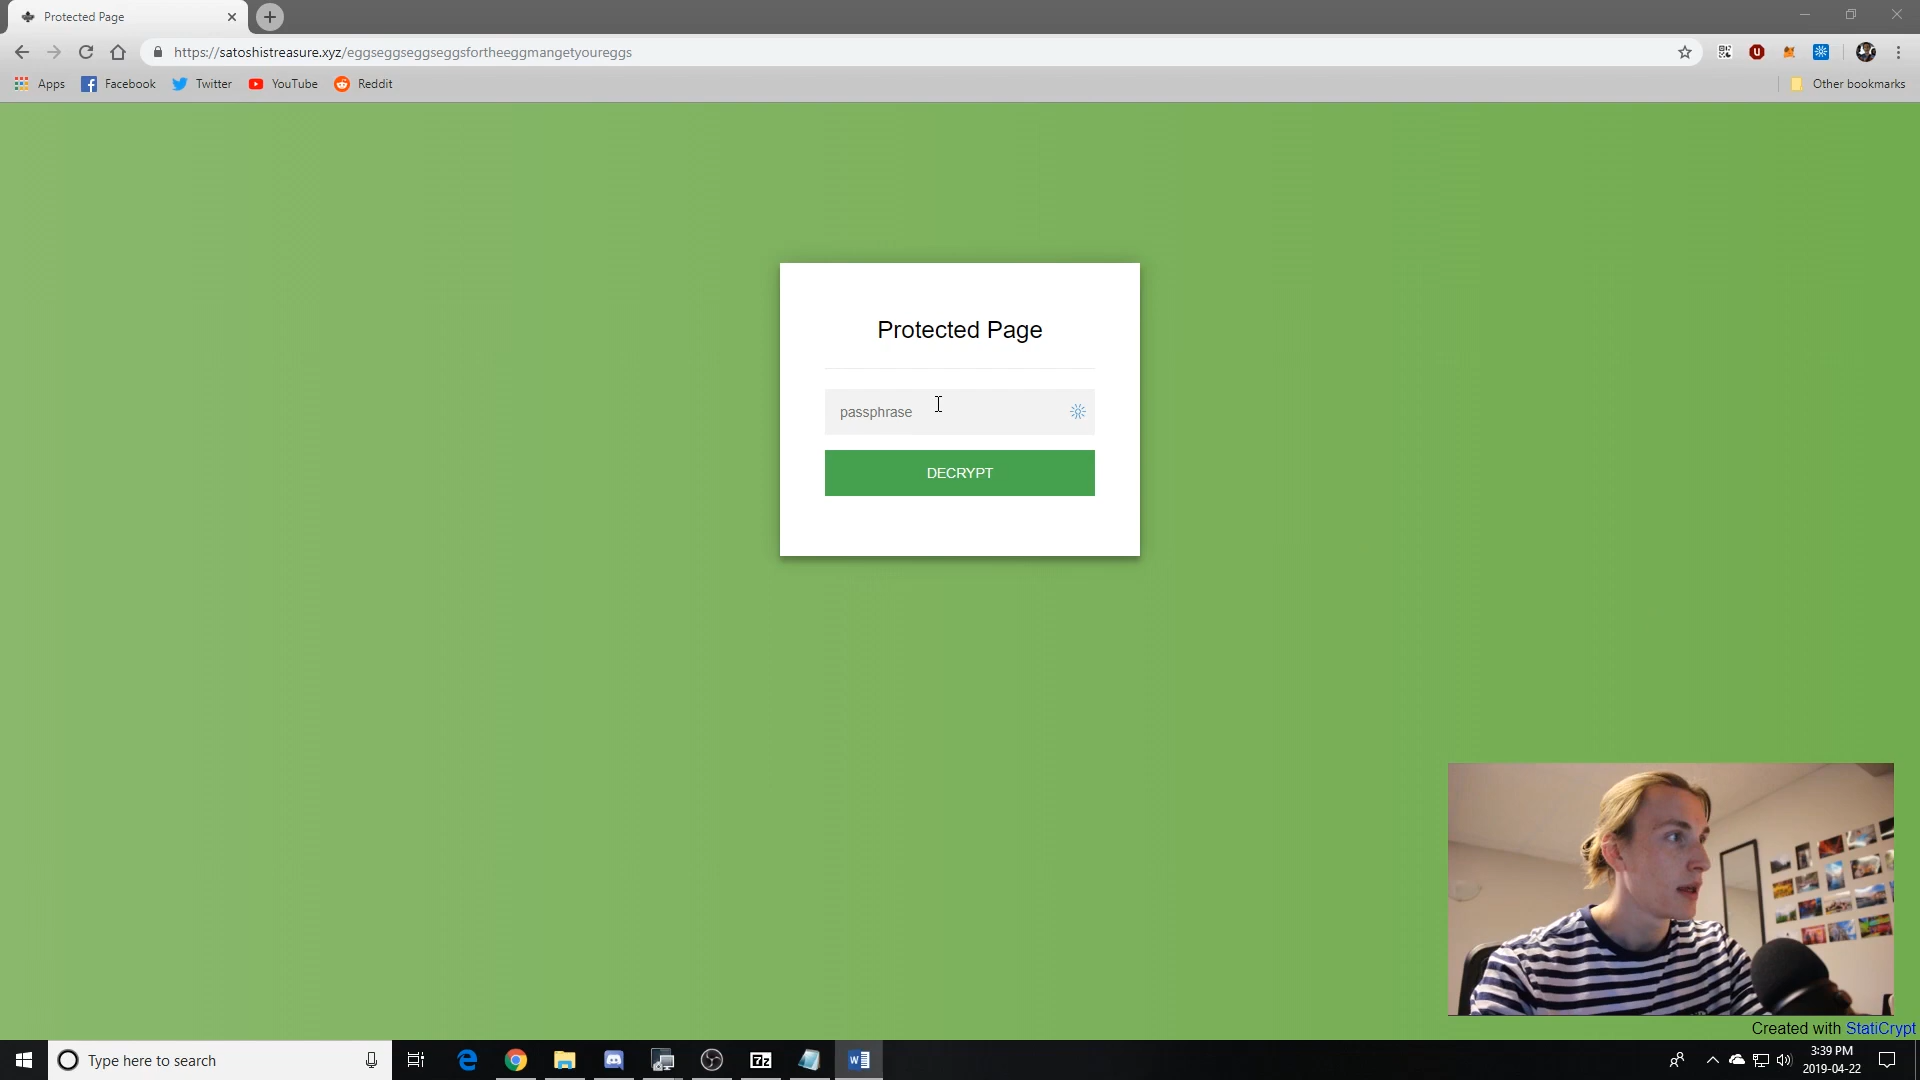 Protected Page
https://satoshistreasure.xyz/eggseggseggseggsfortheeggmangetyoureggs
Apps Facebook Twitter YouTube Reddit Other bookmarks
Protected Page
passphrase
DECRYPT
Created with StatiCrypt
Type here to search
3:39 PM
2019-04-22